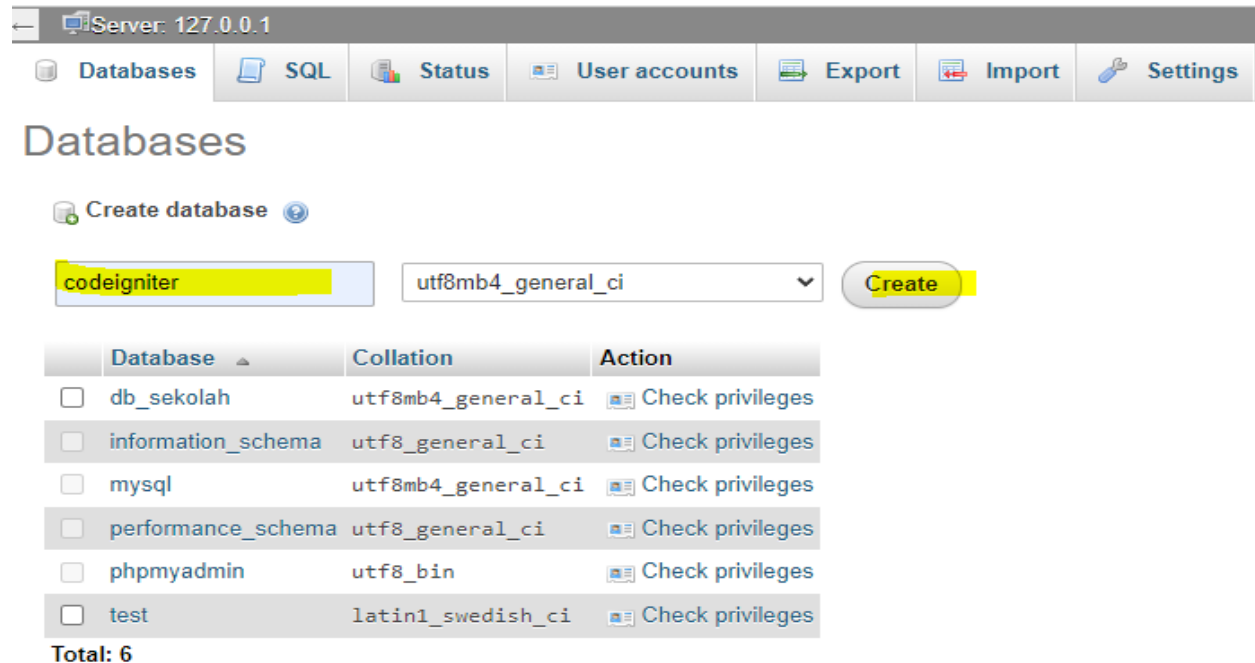 Server: 127.0.0.1
Databases SQL Status User accounts Export Import Settings
Databases
Create database
codeigniter utf8mb4_general_ci Create
Database Collation Action
db_sekolah utf8mb4_general_ci Check privileges
information_schema utf8_general_ci Check privileges
mysql utf8mb4_general_ci Check privileges
performance_schema utf8_general_ci Check privileges
phpmyadmin utf8_bin Check privileges
test latin1_swedish_ci Check privileges
Total: 6